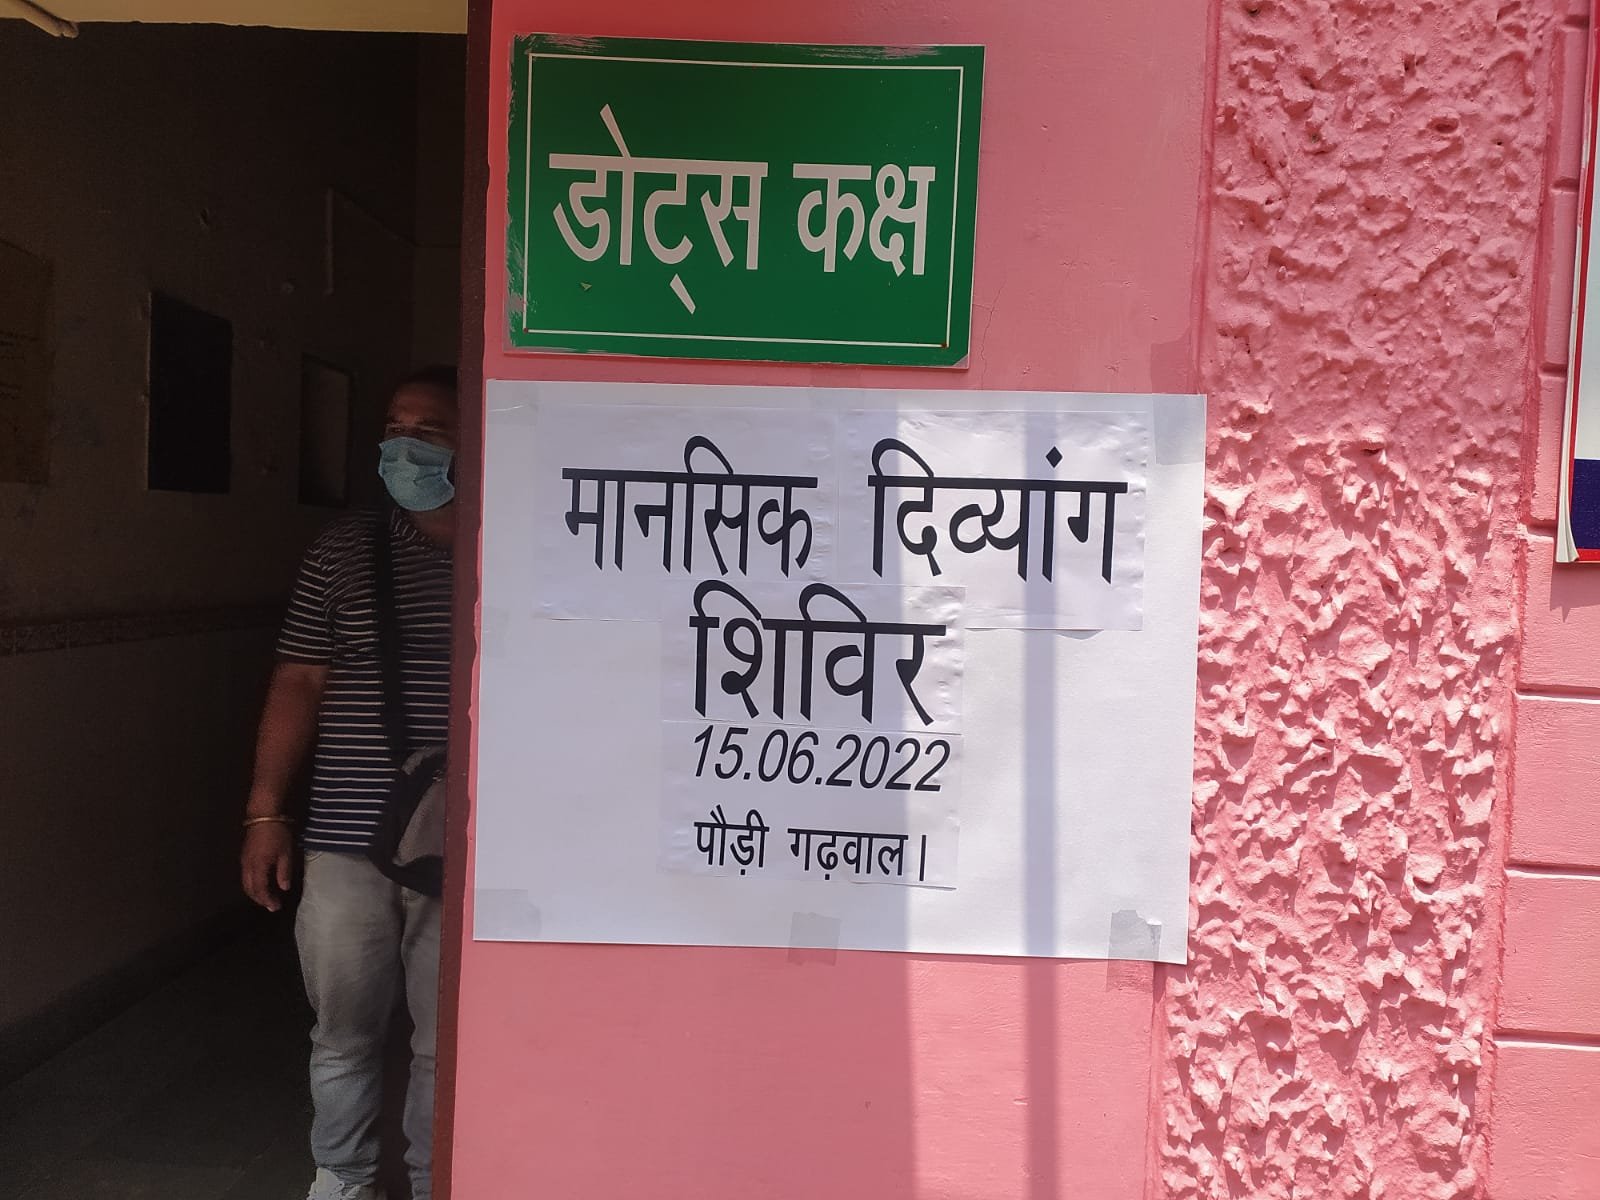 डोट्स कक्ष
मानसिक दिव्यांग
शिविर
15.06.2022
पौड़ी गढ़वाल।